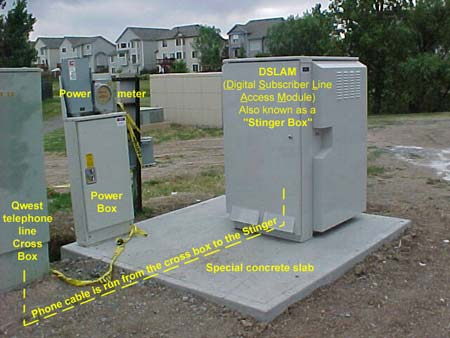 DSLAM
(Digital Subscriber Line
Access Module)
Also known as a
"Stinger Box"
Power meter
Power
Box
Qwest
telephone
line
Cross
Box
Phone cable is run from the cross box to the Stinger
Special concrete slab